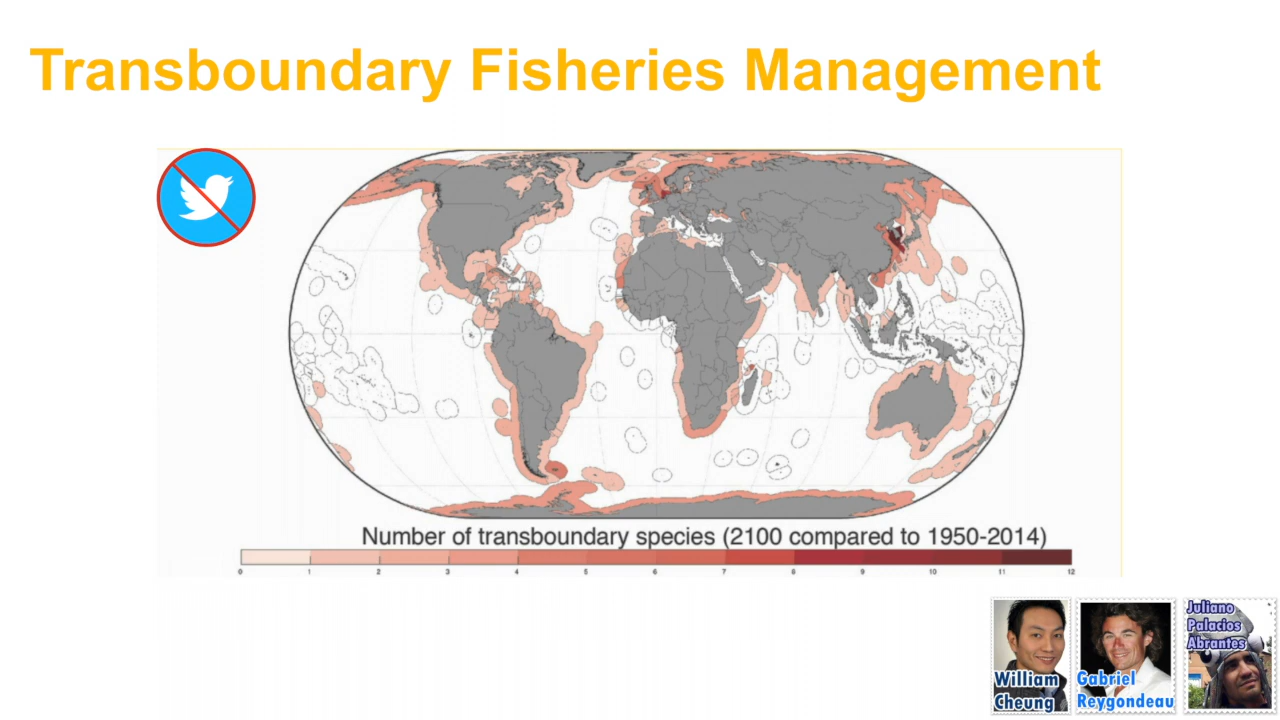 Transboundary Fisheries Management
Number of transboundary species (2100 compared to 1950-2014)
0 1 2 3 4 5 6 7 8 9 10 11 12
William
Cheung
Gabriel
Reygondeau
Juliano
Palacios
Abrantes